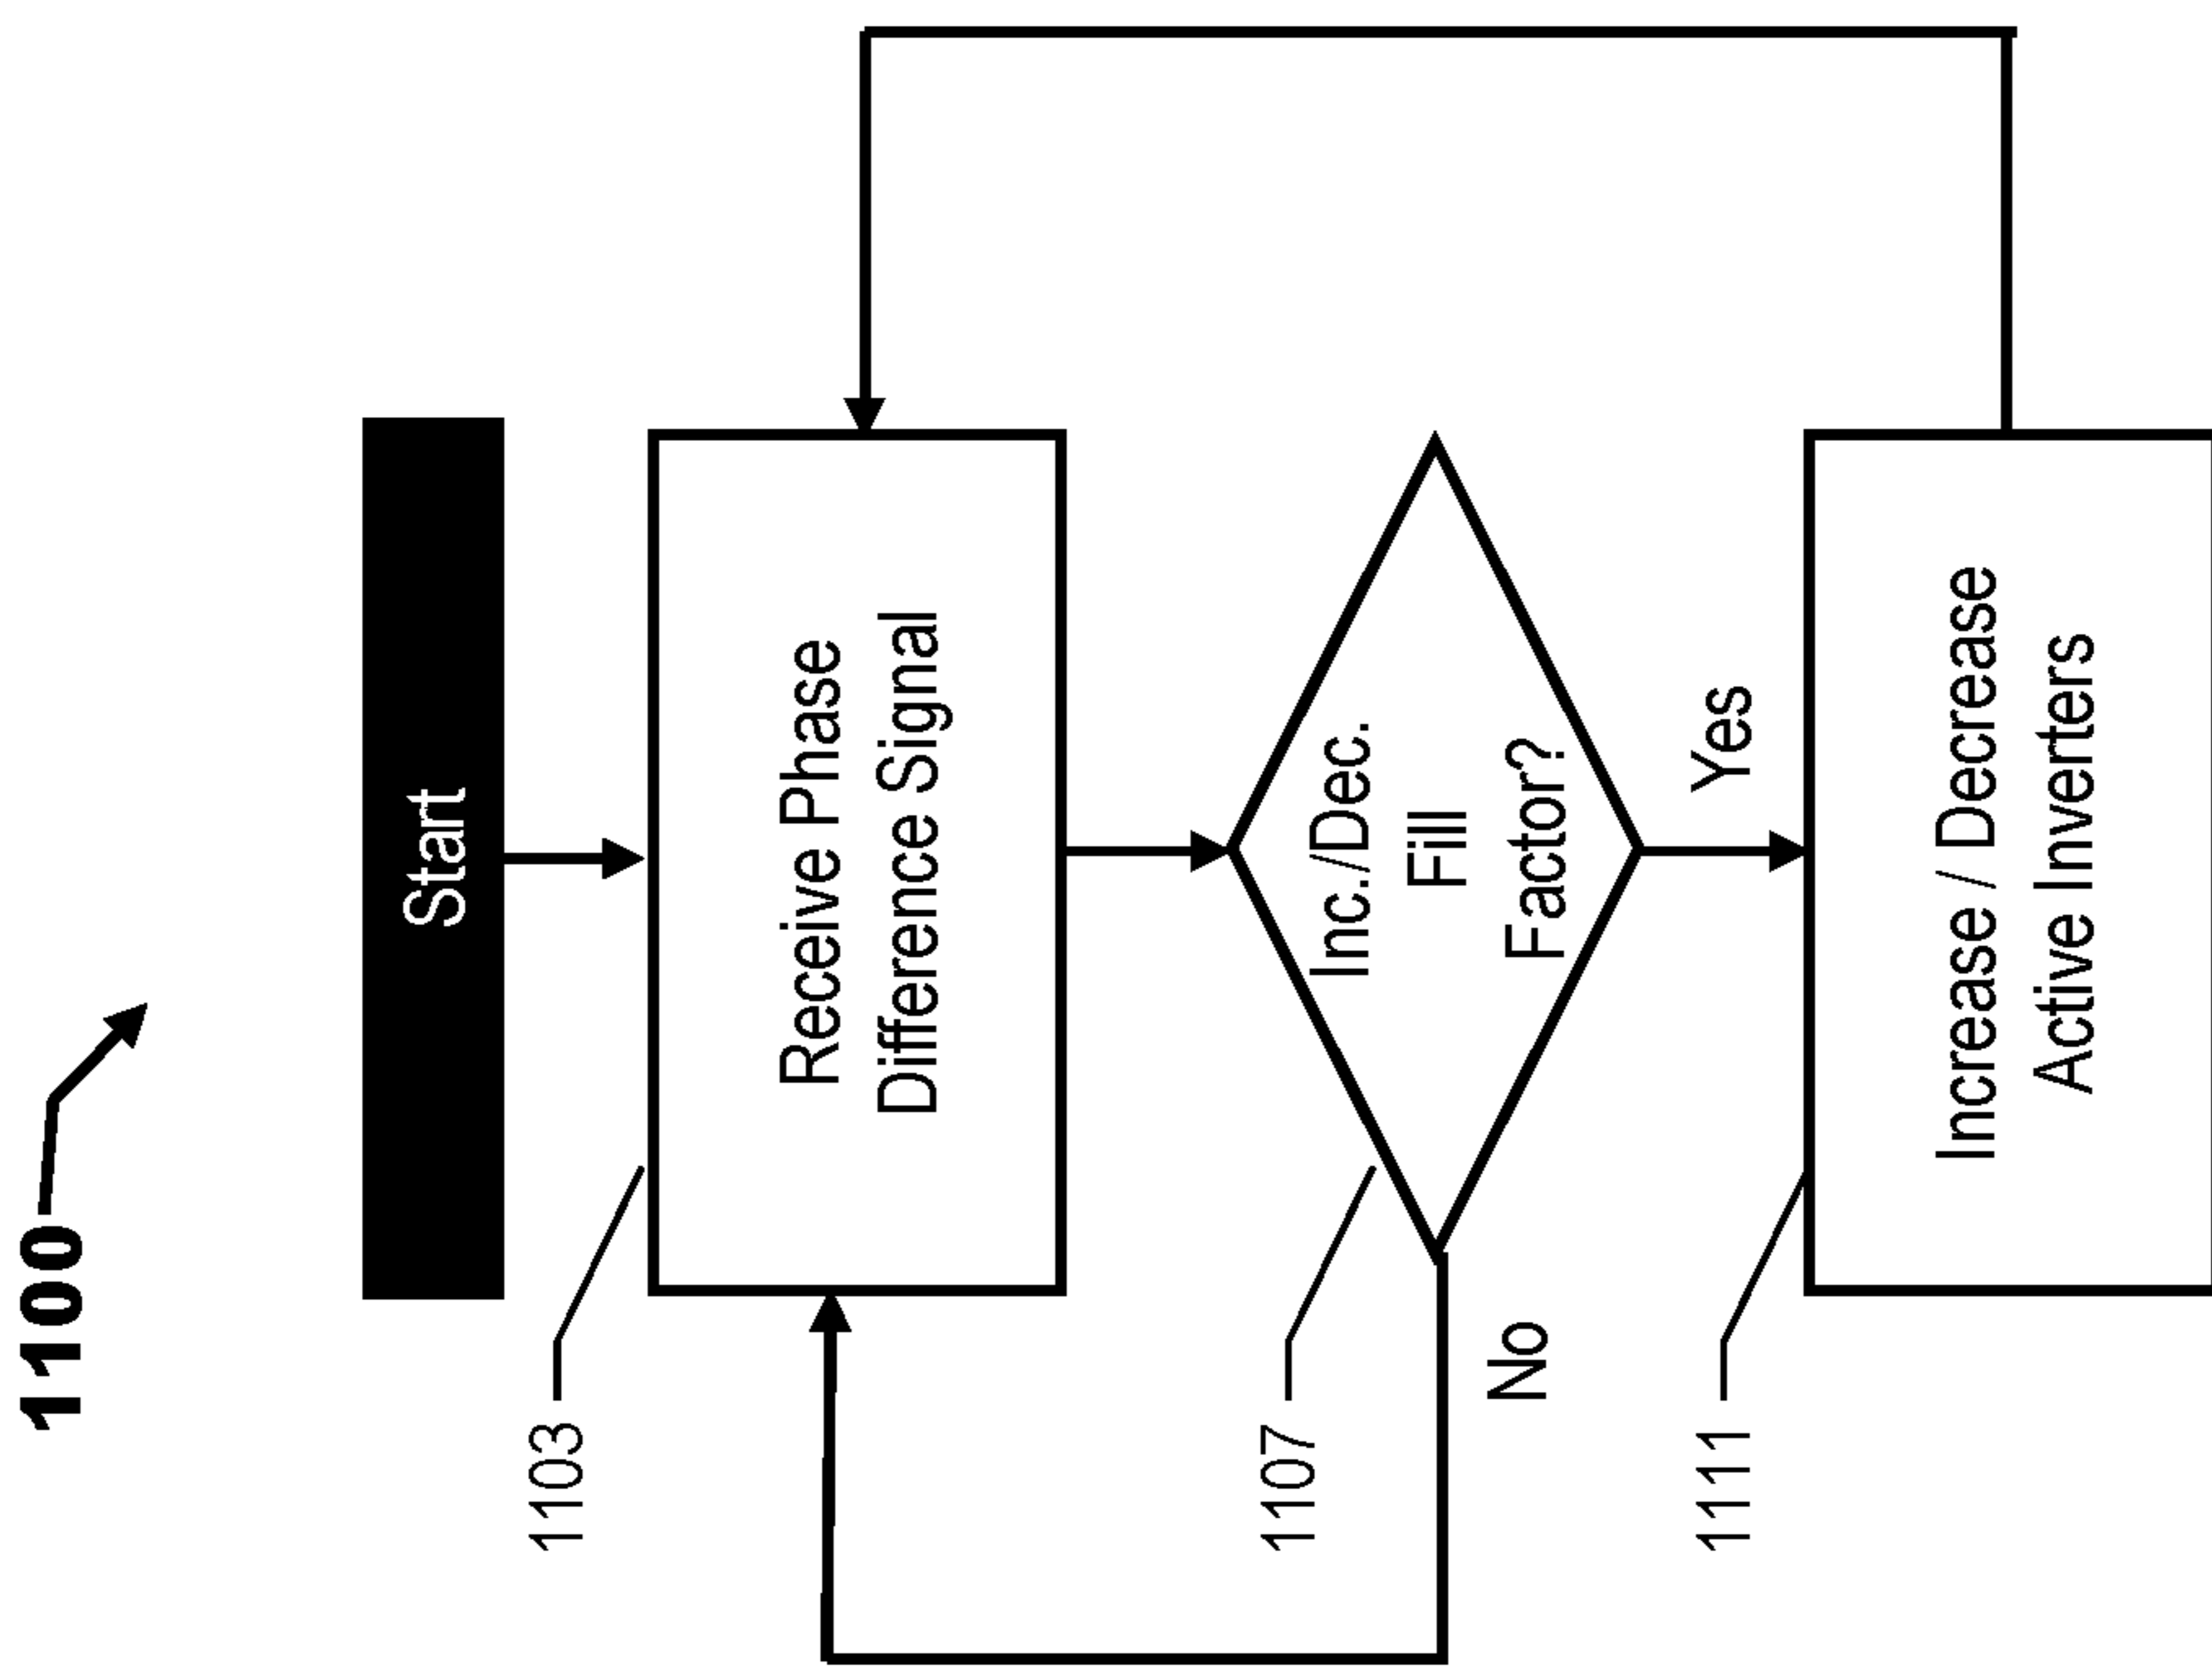 1100
Start
1103
Receive Phase
Difference Signal
1107
Inc./Dec.
Fill
Factor?
No
Yes
1111
Increase / Decrease
Active Inverters